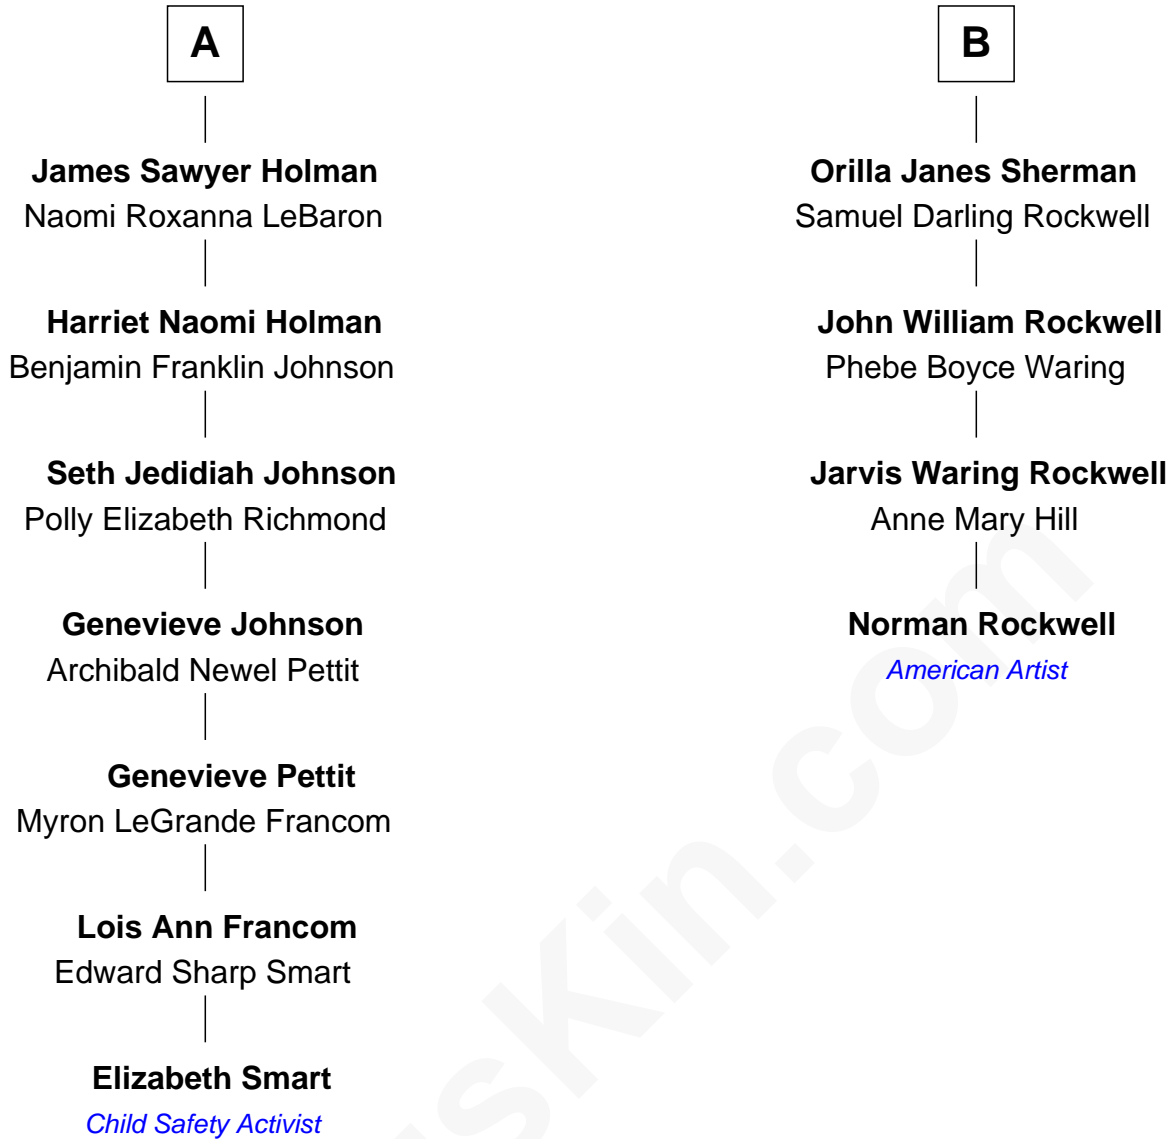 A
James Sawyer Holman
Naomi Roxanna LeBaron
Harriet Naomi Holman
Benjamin Franklin Johnson
Seth Jedidiah Johnson
Polly Elizabeth Richmond
Genevieve Johnson
Archibald Newel Pettit
Genevieve Pettit
Myron LeGrande Francom
Lois Ann Francom
Edward Sharp Smart
Elizabeth Smart
Child Safety Activist
B
Orilla Janes Sherman
Samuel Darling Rockwell
John William Rockwell
Phebe Boyce Waring
Jarvis Waring Rockwell
Anne Mary Hill
Norman Rockwell
American Artist
sKin.com